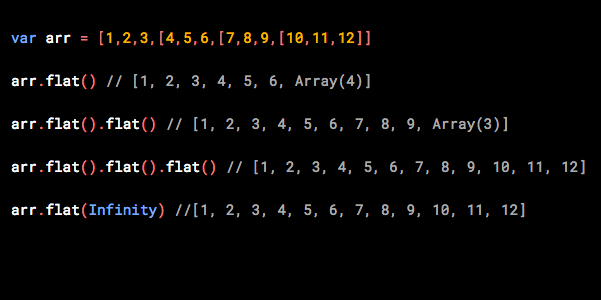 var arr = [1,2,3,[4,5,6,[7,8,9,[10,11,12]]
arr.flat() // [1, 2, 3, 4, 5, 6, Array(4)]
arr.flat().flat() // [1, 2, 3, 4, 5, 6, 7, 8, 9, Array(3)]
arr.flat().flat().flat() // [1, 2, 3, 4, 5, 6, 7, 8, 9, 10, 11, 12]
arr.flat(Infinity) //[1, 2, 3, 4, 5, 6, 7, 8, 9, 10, 11, 12]